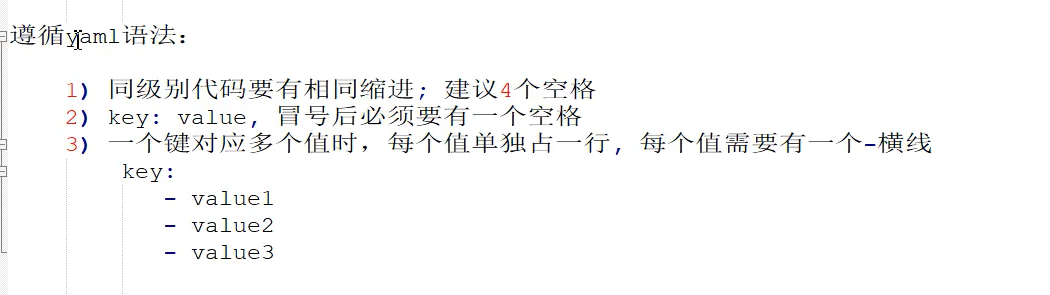 遵循yaml语法：
1) 同级别代码要有相同缩进; 建议4个空格
2) key: value, 冒号后必须要有一个空格
3) 一个键对应多个值时，每个值单独占一行, 每个值需要有一个-横线
key:
- value1
- value2
- value3